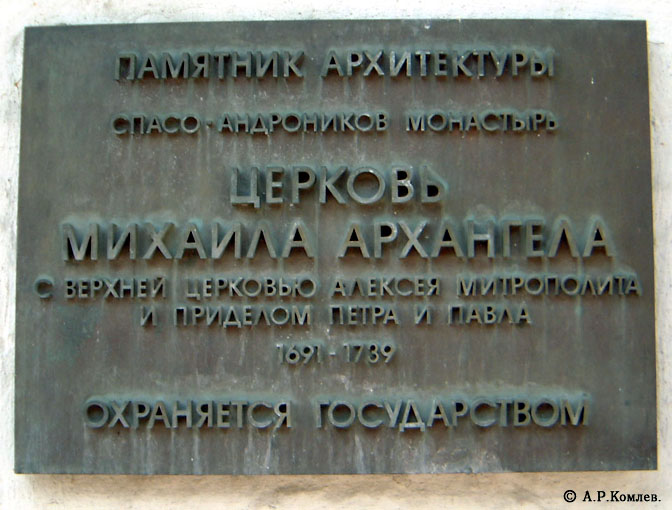 ПАМЯТНИК АРХИТЕКТУРЫ
СПАСО-АНДРОНИКОВ МОНАСТЫРЬ
ЦЕРКОВЬ
МИХАИЛА АРХАНГЕЛА
С ВЕРХНЕЙ ЦЕРКОВЬЮ АЛЕКСЕЯ МИТРОПОЛИТА
И ПРИДЕЛОМ ПЕТРА И ПАВЛА
1691-1739
ОХРАНЯЕТСЯ ГОСУДАРСТВОМ
© А.Р.Комлев.